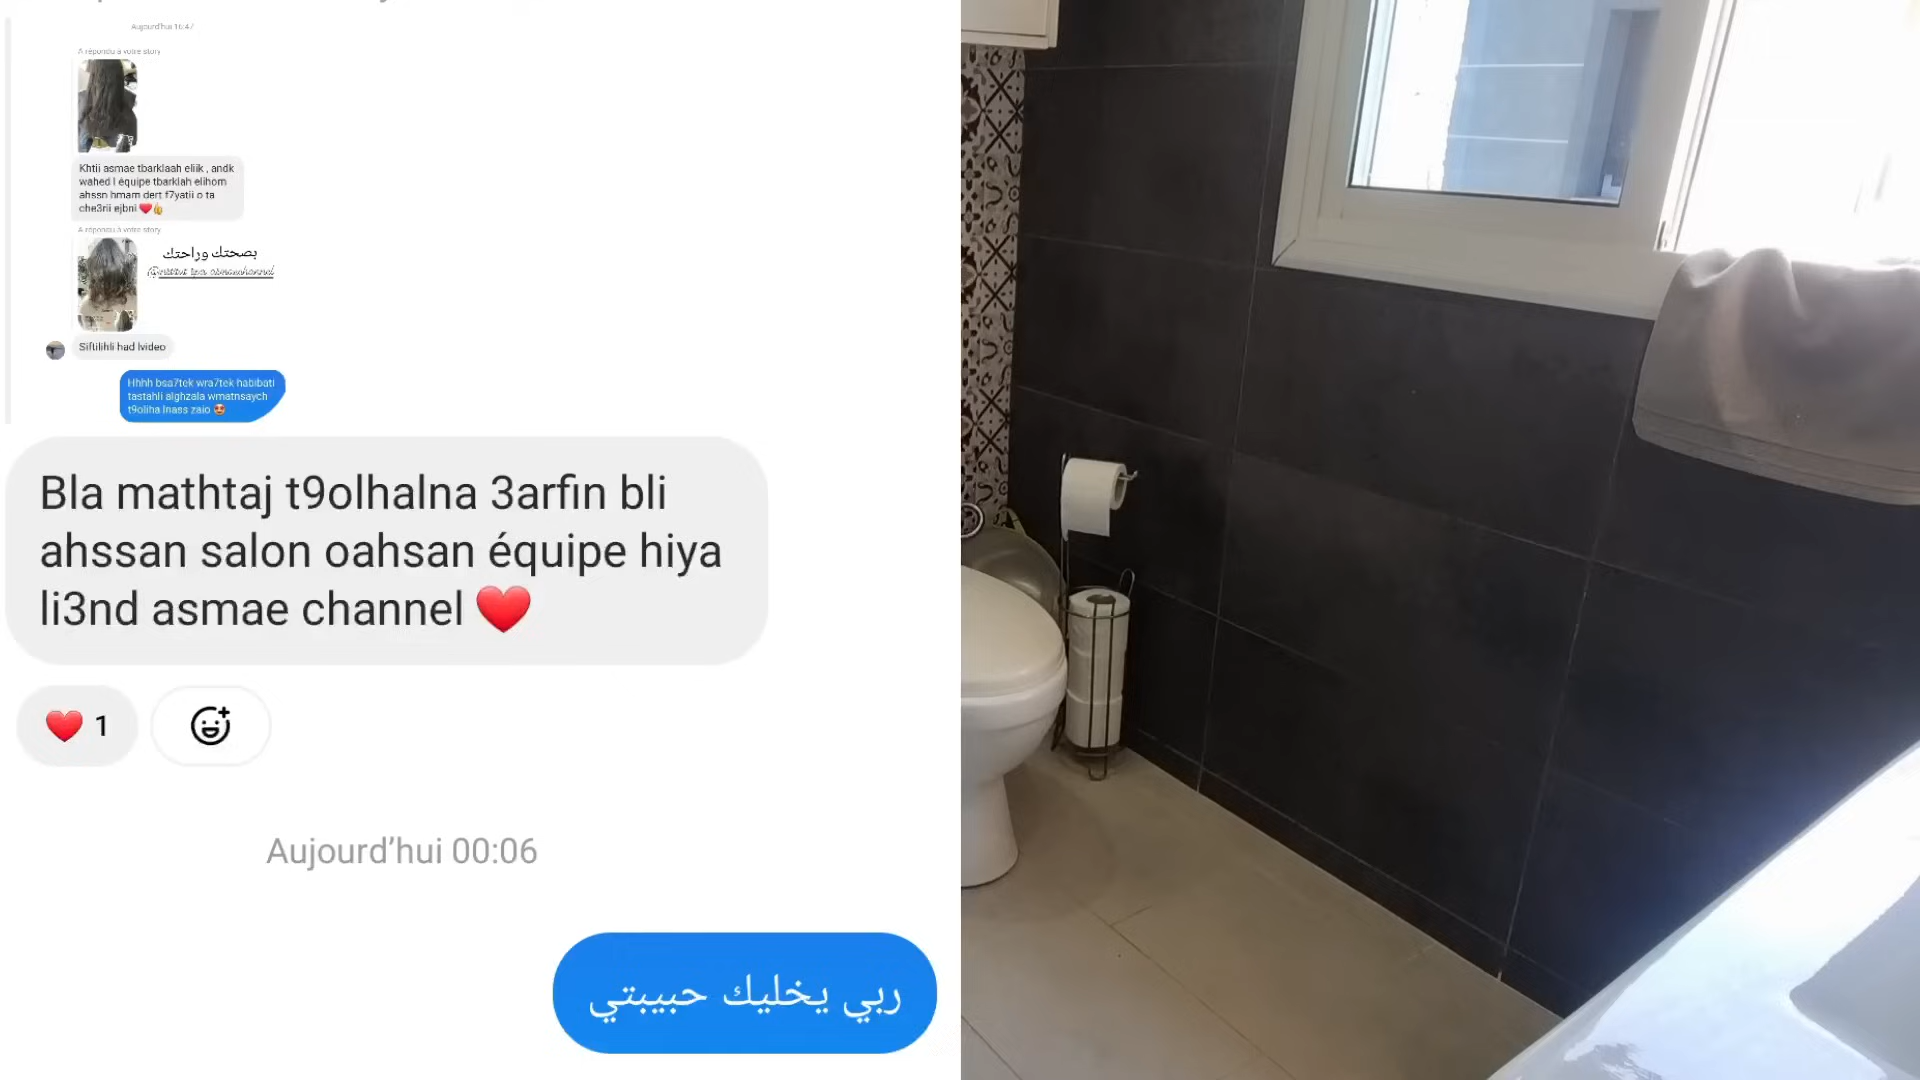 Aujourd'hui 16:47
A répondu à votre story
Khtii asmae tbarklaah eliik , andk
wahed l équipe tbarklah elihom
ahssn hmam dert f7yatii o ta
che3rii ejbni ❤️👍
A répondu à votre story
بصحتك وراحتك
Siftilihli had lvideo
Hhhh bsa7tek wra7tek habibati
tastahli alghzala wmatnsaych
t9oliha lnass zaio 😍
Bla mathtaj t9olhalna 3arfin bli
ahssan salon oahsan équipe hiya
li3nd asmae channel ❤️
❤️ 1
Aujourd'hui 00:06
ربي يخليك حبيبتي